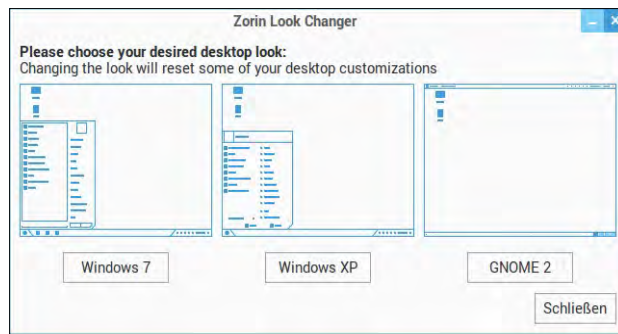 Zorin Look Changer
Please choose your desired desktop look:
Changing the look will reset some of your desktop customizations
Windows 7
Windows XP
GNOME 2
Schließen